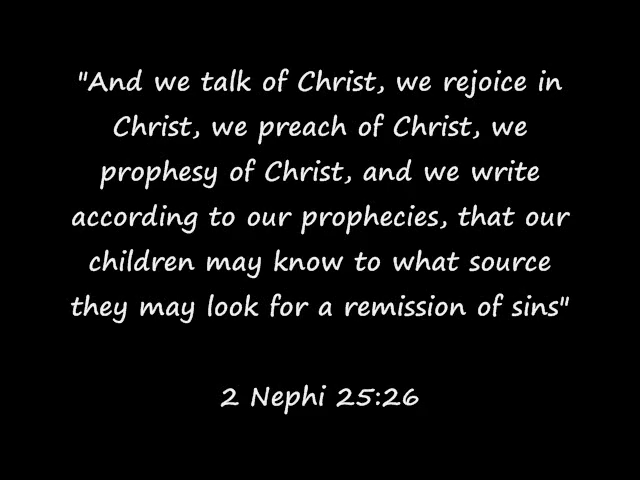 "And we talk of Christ, we rejoice in
Christ, we preach of Christ, we
prophesy of Christ, and we write
according to our prophecies, that our
children may know to what source
they may look for a remission of sins"
2 Nephi 25:26